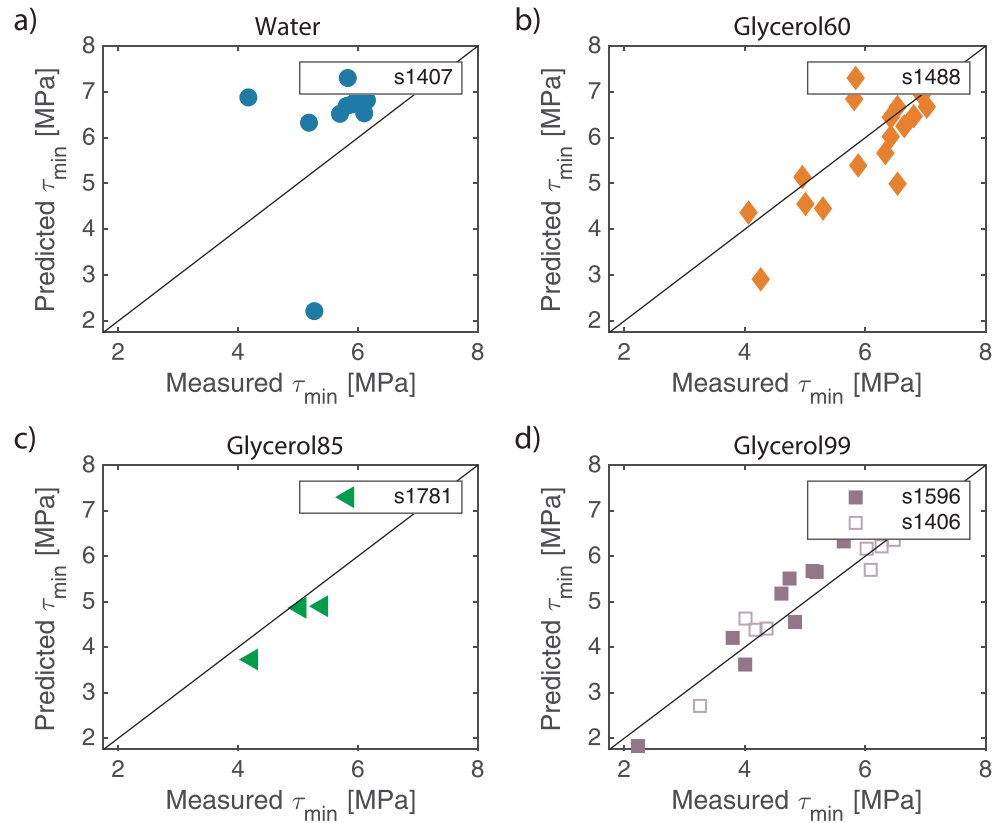 a)
Water
8
7
6
5
4
3
2
Predicted τmin [MPa]
s1407
2 4 6 8
Measured τmin [MPa]
b)
Glycerol60
8
7
6
5
4
3
2
Predicted τmin [MPa]
s1488
2 4 6 8
Measured τmin [MPa]
c)
Glycerol85
8
7
6
5
4
3
2
Predicted τmin [MPa]
s1781
2 4 6 8
Measured τmin [MPa]
d)
Glycerol99
8
7
6
5
4
3
2
Predicted τmin [MPa]
s1596
s1406
2 4 6 8
Measured τmin [MPa]